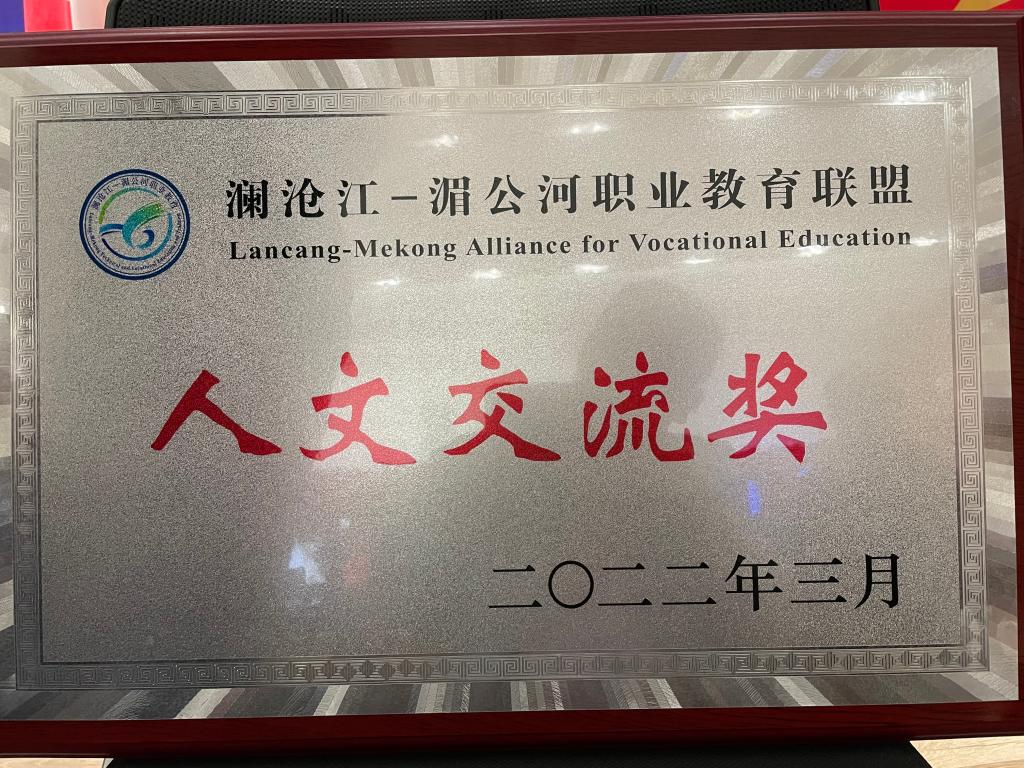 澜沧江－湄公河职业教育联盟
Lancang-Mekong Alliance for Vocational Education
人文交流奖
二〇二二年三月